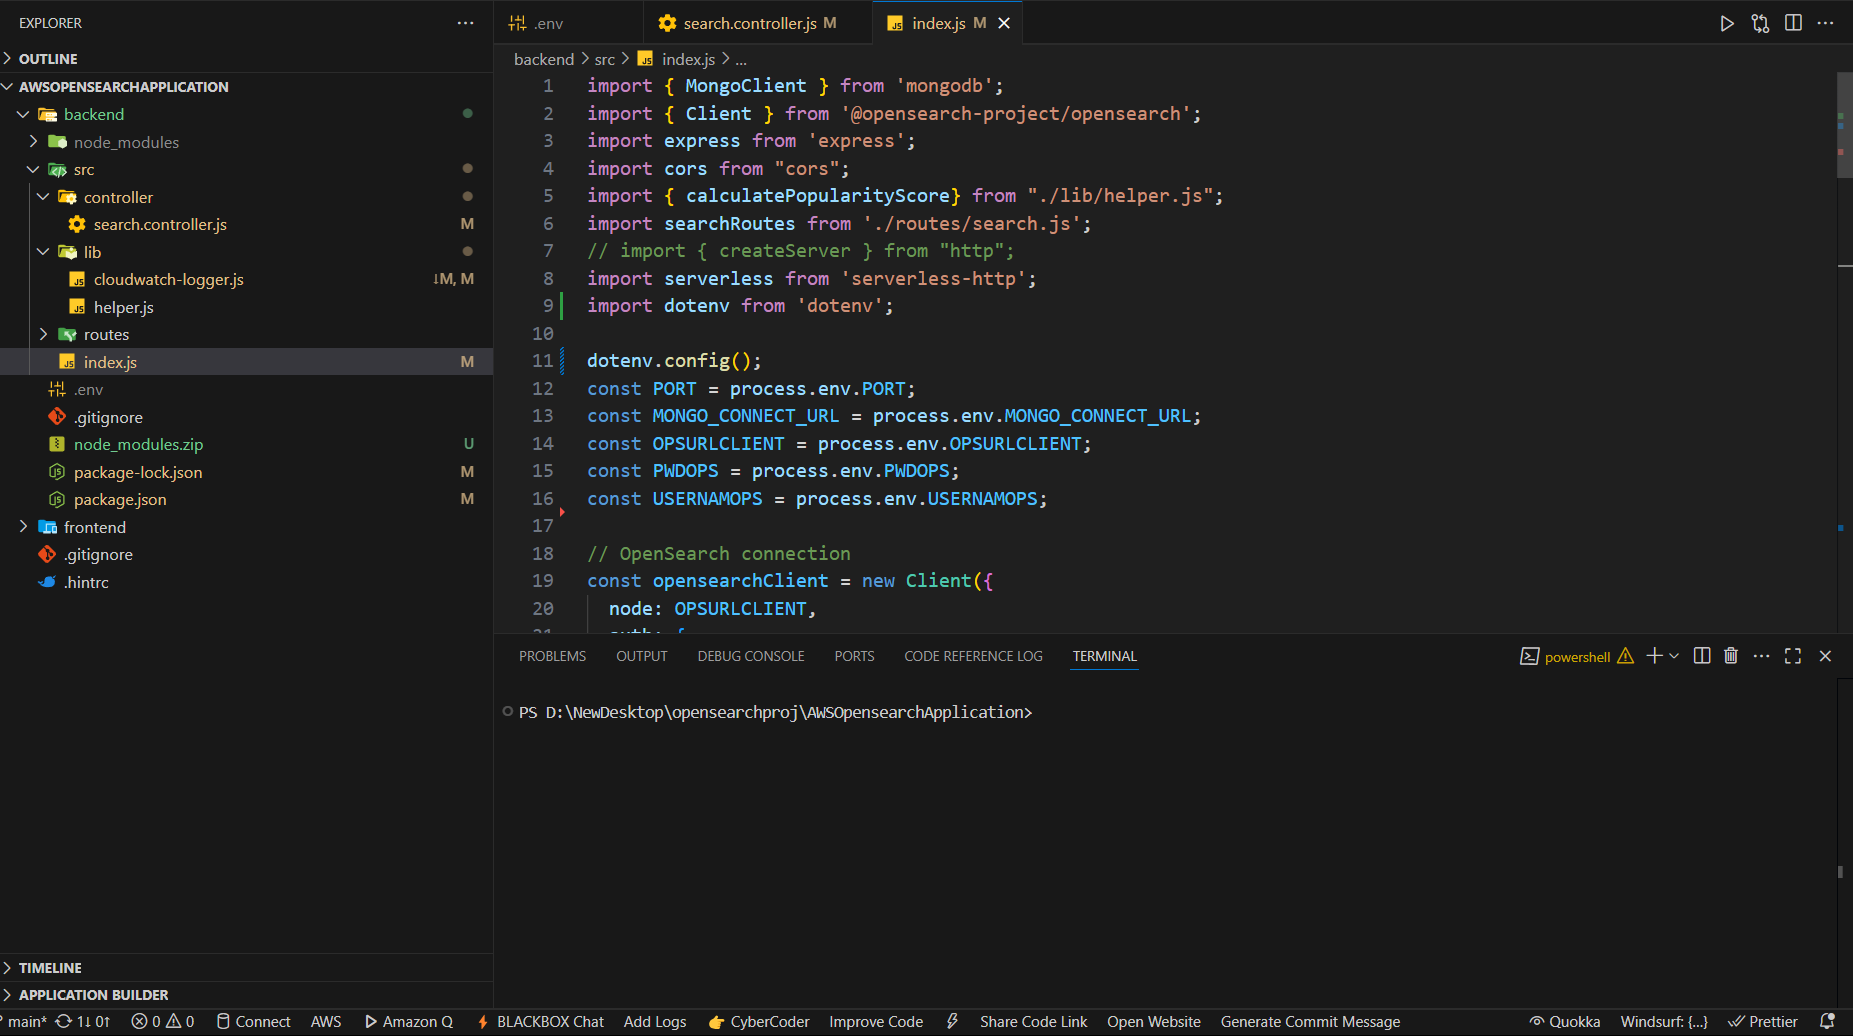 EXPLORER
OUTLINE
AWSOPENSEARCHAPPLICATION
backend
node_modules
src
controller
search.controller.js M
lib
cloudwatch-logger.js ↓M, M
helper.js
routes
index.js M
.env
.gitignore
node_modules.zip U
package-lock.json M
package.json M
frontend
.gitignore
.hintrc
TIMELINE
APPLICATION BUILDER
.env
search.controller.js M
index.js M
backend > src > index.js > ...
1 import { MongoClient } from 'mongodb';
2 import { Client } from '@opensearch-project/opensearch';
3 import express from 'express';
4 import cors from "cors";
5 import { calculatePopularityScore} from "./lib/helper.js";
6 import searchRoutes from './routes/search.js';
7 // import { createServer } from "http";
8 import serverless from 'serverless-http';
9 import dotenv from 'dotenv';
10
11 dotenv.config();
12 const PORT = process.env.PORT;
13 const MONGO_CONNECT_URL = process.env.MONGO_CONNECT_URL;
14 const OPSURLCLIENT = process.env.OPSURLCLIENT;
15 const PWDOPS = process.env.PWDOPS;
16 const USERNAMOPS = process.env.USERNAMOPS;
17
18 // OpenSearch connection
19 const opensearchClient = new Client({
20 node: OPSURLCLIENT,
21 auth: {
PROBLEMS OUTPUT DEBUG CONSOLE PORTS CODE REFERENCE LOG TERMINAL
powershell
PS D:\NewDesktop\opensearchproj\AWSOpensearchApplication>
main* 1↓ 0↑ 0 0 Connect AWS Amazon Q BLACKBOX Chat Add Logs CyberCoder Improve Code Share Code Link Open Website Generate Commit Message Quokka Windsurf: {...} Prettier